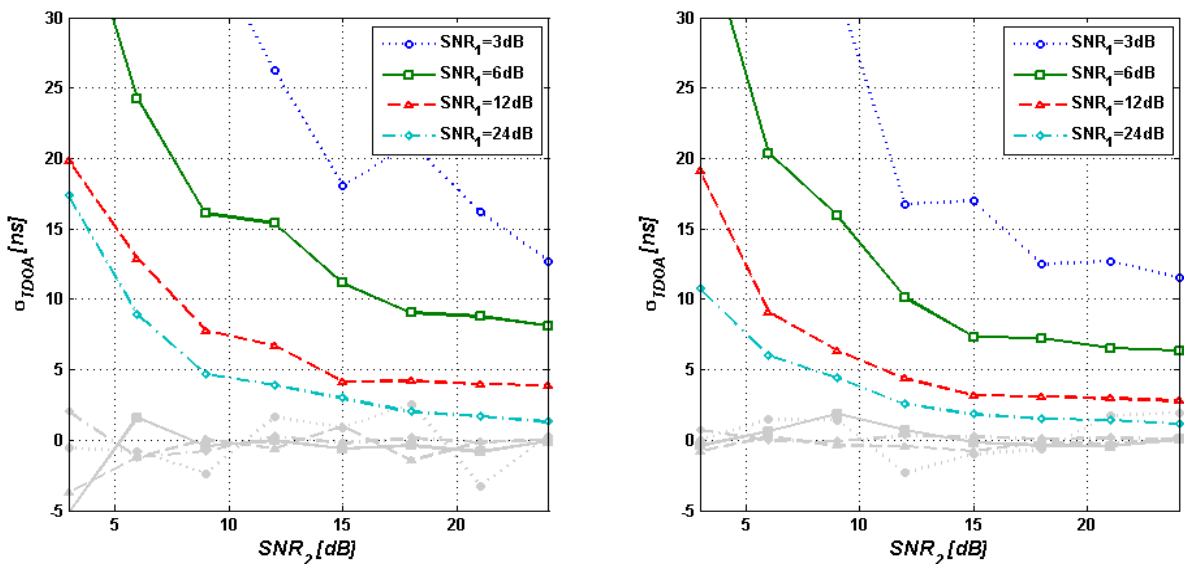 30
25
20
15
10
5
0
-5
5
10
15
20
σTDOA [ns]
SNR2 [dB]
SNR1=3dB
SNR1=6dB
SNR1=12dB
SNR1=24dB
30
25
20
15
10
5
0
-5
5
10
15
20
σTDOA [ns]
SNR2 [dB]
SNR1=3dB
SNR1=6dB
SNR1=12dB
SNR1=24dB